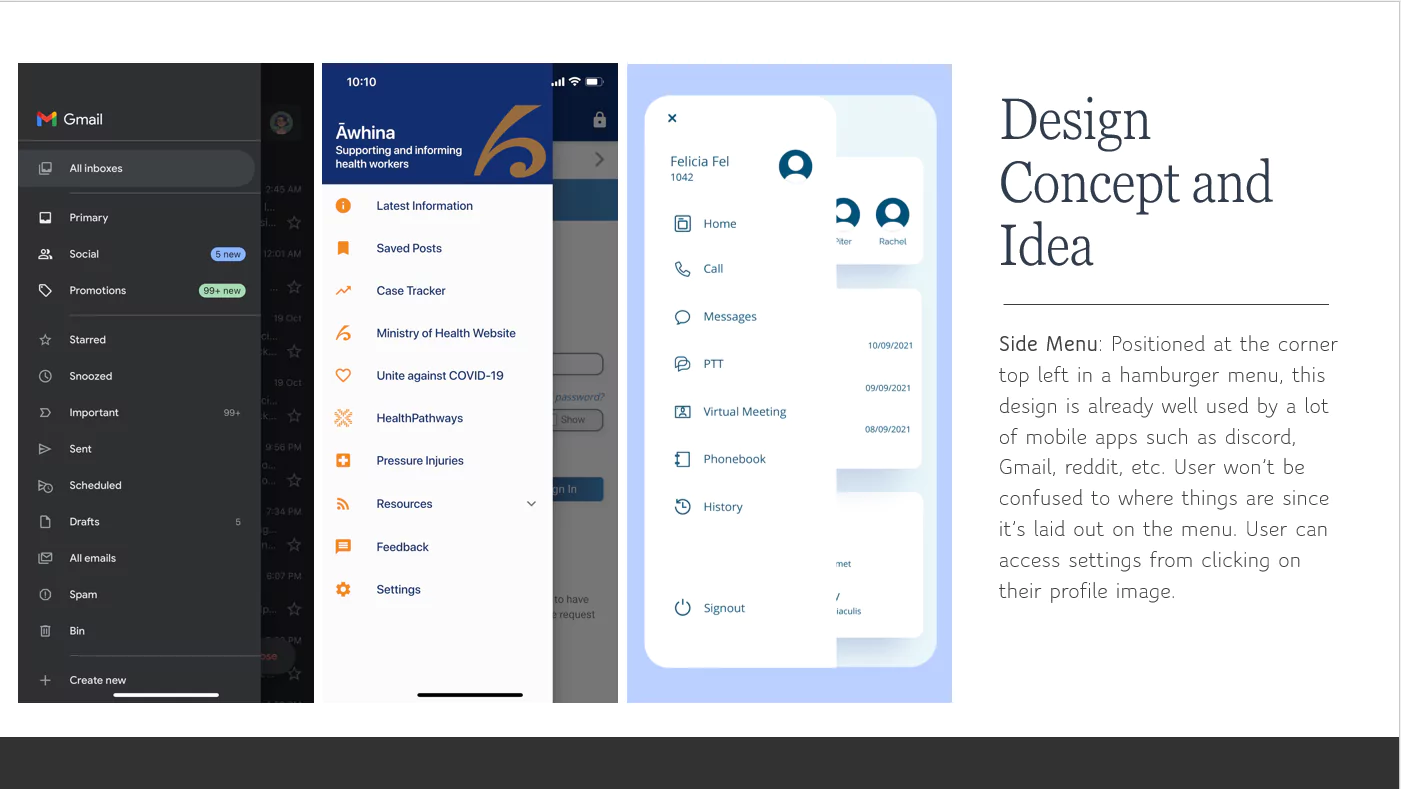 Gmail
All inboxes
Primary
Social
5 new
Promotions
99+ new
Starred
Snoozed
Important
99+
Sent
Scheduled
Drafts
5
All emails
Spam
Bin
Create new
2:45 AM
12:01 AM
19 Oct
19 Oct
9:56 PM
7:34 PM
6:07 PM
10:10
Āwhina
Supporting and informing
health workers
Latest Information
Saved Posts
Case Tracker
Ministry of Health Website
Unite against COVID-19
HealthPathways
Pressure Injuries
Resources
Feedback
Settings
password?
Show
gn In
to have
request
Felicia Fel
1042
Home
Call
Messages
PTT
Virtual Meeting
Phonebook
History
Signout
Piter
Rachel
10/09/2021
09/09/2021
08/09/2021
met
iaculis
Design
Concept and
Idea
Side Menu: Positioned at the corner
top left in a hamburger menu, this
design is already well used by a lot
of mobile apps such as discord,
Gmail, reddit, etc. User won't be
confused to where things are since
it's laid out on the menu. User can
access settings from clicking on
their profile image.